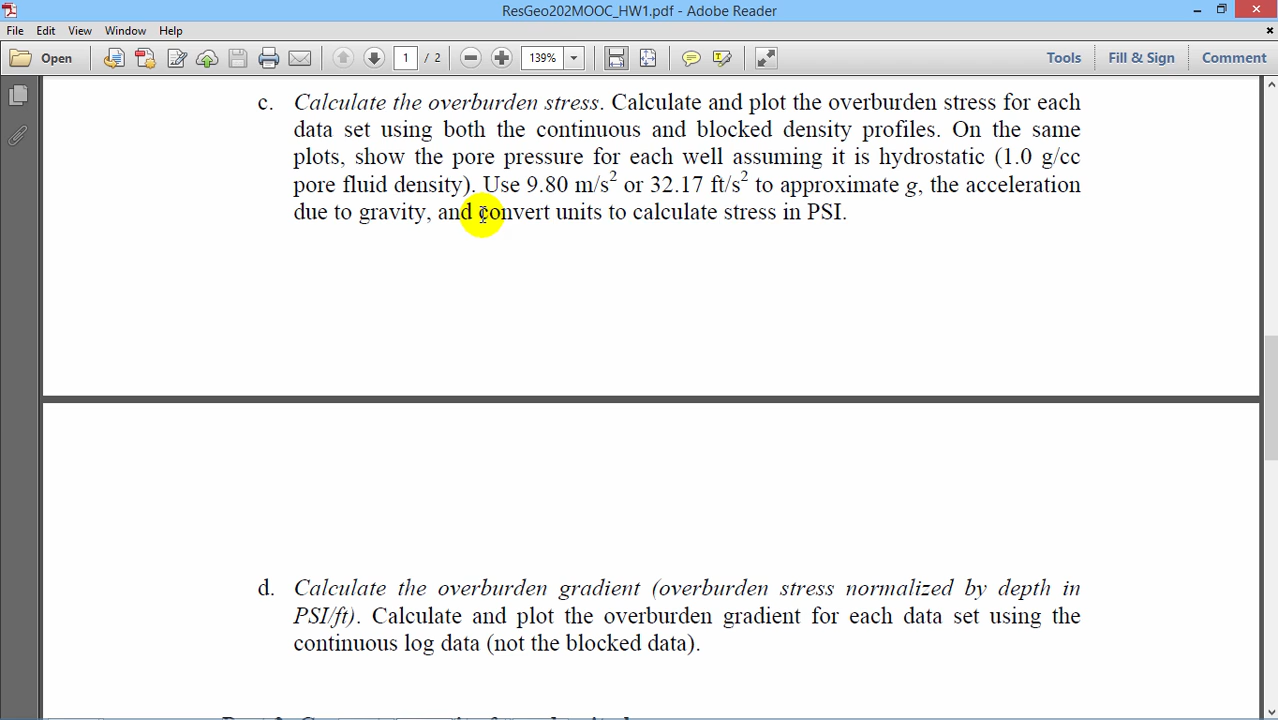 ResGeo202MOOC_HW1.pdf - Adobe Reader
File Edit View Window Help
Open 1 / 2 139% Tools Fill & Sign Comment
c. Calculate the overburden stress. Calculate and plot the overburden stress for each
data set using both the continuous and blocked density profiles. On the same
plots, show the pore pressure for each well assuming it is hydrostatic (1.0 g/cc
pore fluid density). Use 9.80 m/s² or 32.17 ft/s² to approximate g, the acceleration
due to gravity, and convert units to calculate stress in PSI.
d. Calculate the overburden gradient (overburden stress normalized by depth in
PSI/ft). Calculate and plot the overburden gradient for each data set using the
continuous log data (not the blocked data).